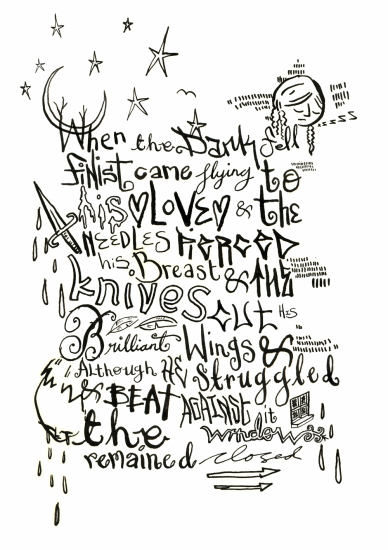 When the Dark fell
finist came flying to
his LOVE & the
NEEDLES PIERCED
his Breast & THE
knives CUT HIS
Brilliant Wings &
Although HE Struggled
& BEAT AGAINST it
the window
remained closed